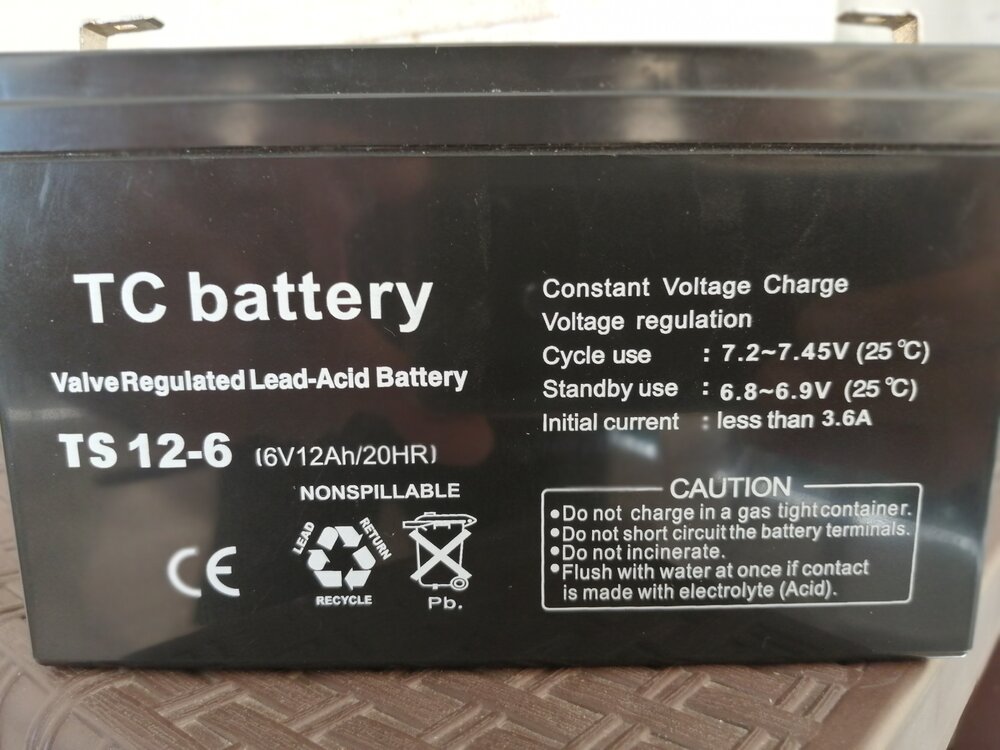 TC battery
Valve Regulated Lead-Acid Battery
TS 12-6 (6V12Ah/20HR)
NONSPILLABLE
CE
LEAD
RETURN
RECYCLE
Pb.
Constant Voltage Charge
Voltage regulation
Cycle use : 7.2~7.45V (25℃)
Standby use : 6.8~6.9V (25℃)
Initial current : less than 3.6A
CAUTION
•Do not charge in a gas tight container.
•Do not short circuit the battery terminals.
•Do not incinerate.
•Flush with water at once if contact
is made with electrolyte (Acid).